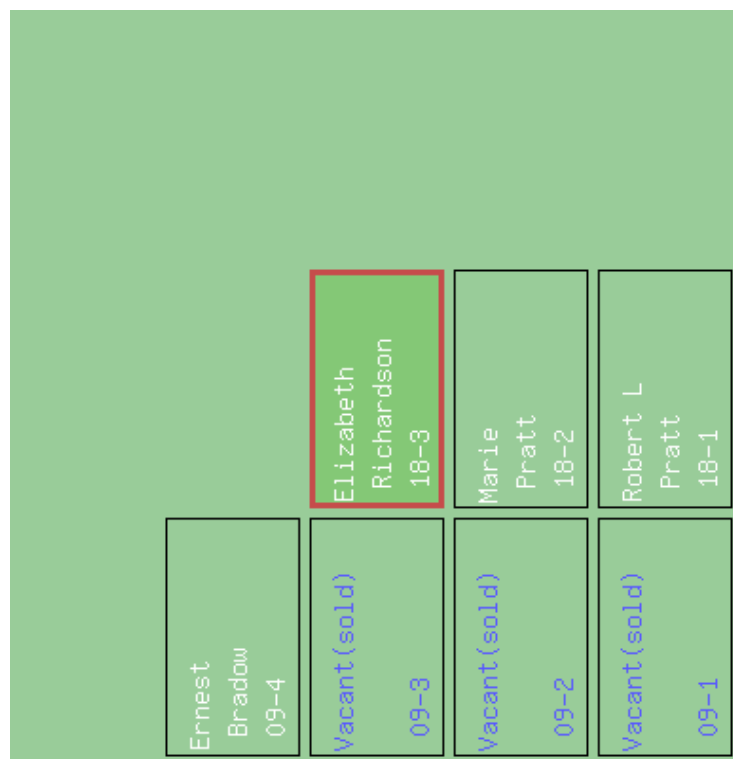 Elizabeth
Richardson
18-3
Marie
Pratt
18-2
Robert L
Pratt
18-1
Ernest
Bradow
09-4
Vacant(sold)
09-3
Vacant(sold)
09-2
Vacant(sold)
09-1